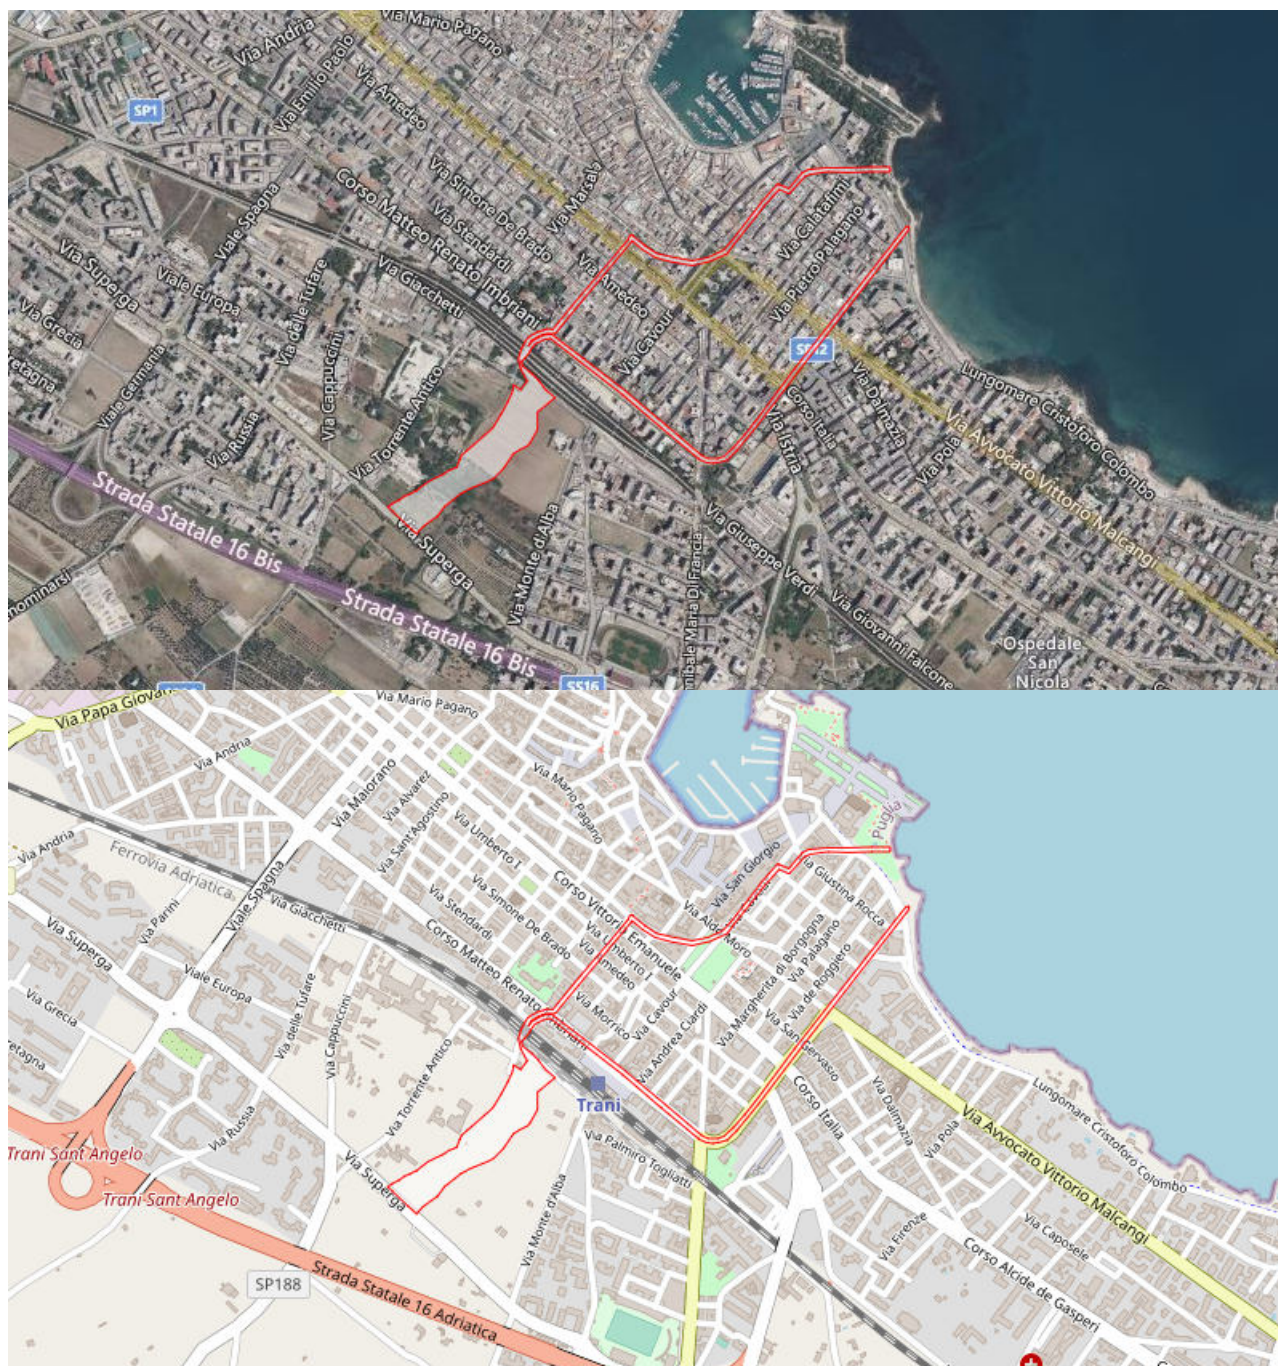 Via Mario Pagano
Via Andria
Via Emilio Paolo
Via Amedeo
SP1
Via Marsala
Via Simone De Brado
Corso Matteo Renato Imbriani
Via Stendardi
Viale Spagna
Via Calatafimi
Via Pietro Palagano
Via Superga
Viale Europa
Via Giacchetti
Via Amedeo
Via delle Tufare
Via Grecia
Via Cavour
Via Cappuccini
Viale Germania
Via Torrente Antico
Via Russia
Via Dalmazia
Lungomare Cristoforo Colombo
Corso Italia
Via Istria
Via Pola
Via Avvocato Vittorio Malcangi
Strada Statale 16 Bis
Via Superga
Via Monte d'Alba
Via Giuseppe Verdi
Via Giovanni Falcone
Strada Statale 16 Bis
Ospedale
San
Nicola
SS16
Via Mario Pagano
Via Andria
Via Maiorano
Via Alvarez
Via Sant'Agostino
Via Mario Pagano
Via Umberto I
Puglia
Via Andria
Ferrovia Adriatica
Via San Giorgio
Corso Vittorio Emanuele
Via Giustina Rocca
Via Simone De Brado
Via Stendardi
Via Giacchetti
Viale Spagna
Via Parini
Via Aldo Moro
Via Umberto I
Via Margherita di Borgogna
Via Palagano
Via de Roggiero
Via Superga
Viale Europa
Corso Matteo Renato Imbriani
Via Morrico
Via Cavour
Via Andrea Ciardi
Via San Gervasio
Via Grecia
Via delle Tufare
Via Cappuccini
Via Torrente Antico
Trani
Corso Italia
Via Dalmazia
Via Pola
Lungomare Cristoforo Colombo
Via Avvocato Vittorio Malcangi
Via Russia
Via Palmiro Togliatti
Trani Sant Angelo
Trani Sant Angelo
Via Superga
Via Monte d'Alba
Via Firenze
Via Caposele
Corso Alcide de Gasperi
SP188
Strada Statale 16 Adriatica